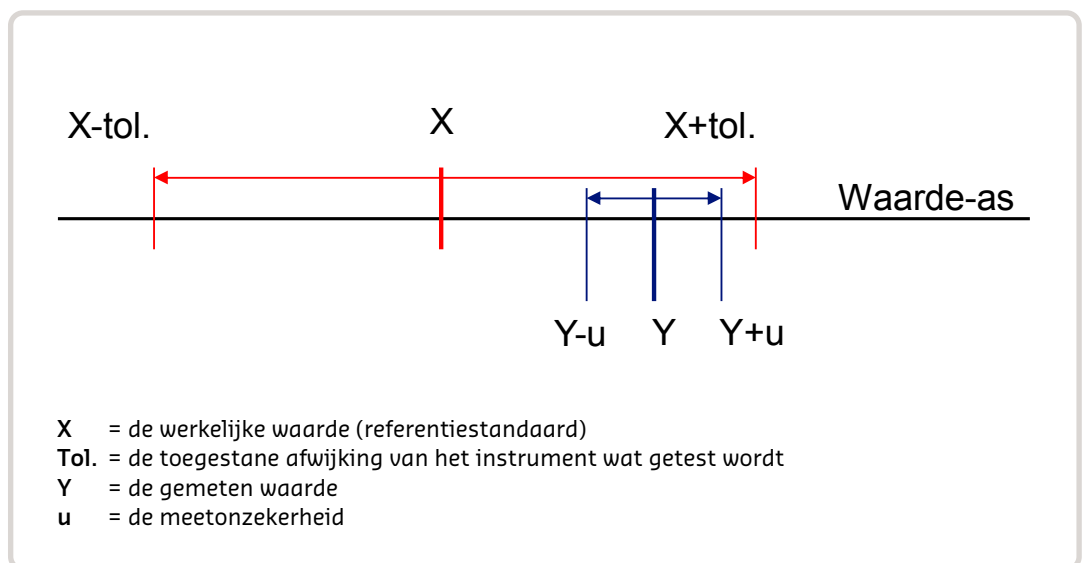 X-tol. X X+tol.
Waarde-as
Y-u Y Y+u
X = de werkelijke waarde (referentiestandaard)
Tol. = de toegestane afwijking van het instrument wat getest wordt
Y = de gemeten waarde
u = de meetonzekerheid